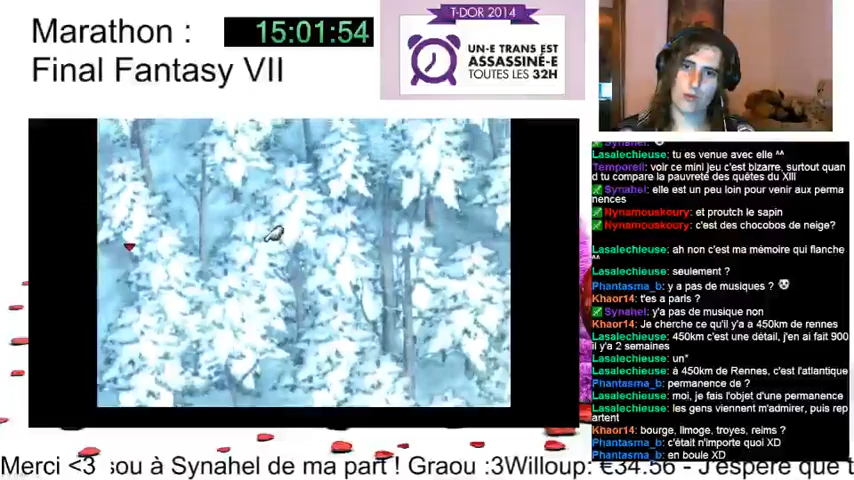 Marathon :
Final Fantasy VII
15:01:54
T-DOR 2014
UN-E TRANS EST
ASSASSINÉ-E
TOUTES LES 32H
Synahel:
Lasalechieuse: tu es venue avec elle ^^
Temporeil: voir ce mini jeu c'est bizarre, surtout quan
d tu compare la pauvreté des quêtes du XIII
Synahel: elle est un peu loin pour venir aux perma
nences
Nynamouskoury: et proutch le sapin
Nynamouskoury: c'est des chocobos de neige?
Lasalechieuse: ah non c'est ma mémoire qui flanche
^^
Lasalechieuse: seulement ?
Phantasma_b: y a pas de musiques ?
Khaor14: t'es a paris ?
Synahel: y'a pas de musique non
Khaor14: Je cherche ce qu'il y'a à 450km de rennes
Lasalechieuse: 450km c'est une détail, j'en ai fait 900
il y'a 2 semaines
Lasalechieuse: un*
Lasalechieuse: à 450km de Rennes, c'est l'atlantique
Phantasma_b: permanence de ?
Lasalechieuse: moi, je fais l'objet d'une permanence
Lasalechieuse: les gens viennent m'admirer, puis rep
artent
Khaor14: bourge, limoge, troyes, reims ?
Phantasma_b: c'était n'importe quoi XD
Phantasma_b: en boule XD
Merci <3 sou à Synahel de ma part ! Graou :3Willoup: €34.56 - J'espère que t